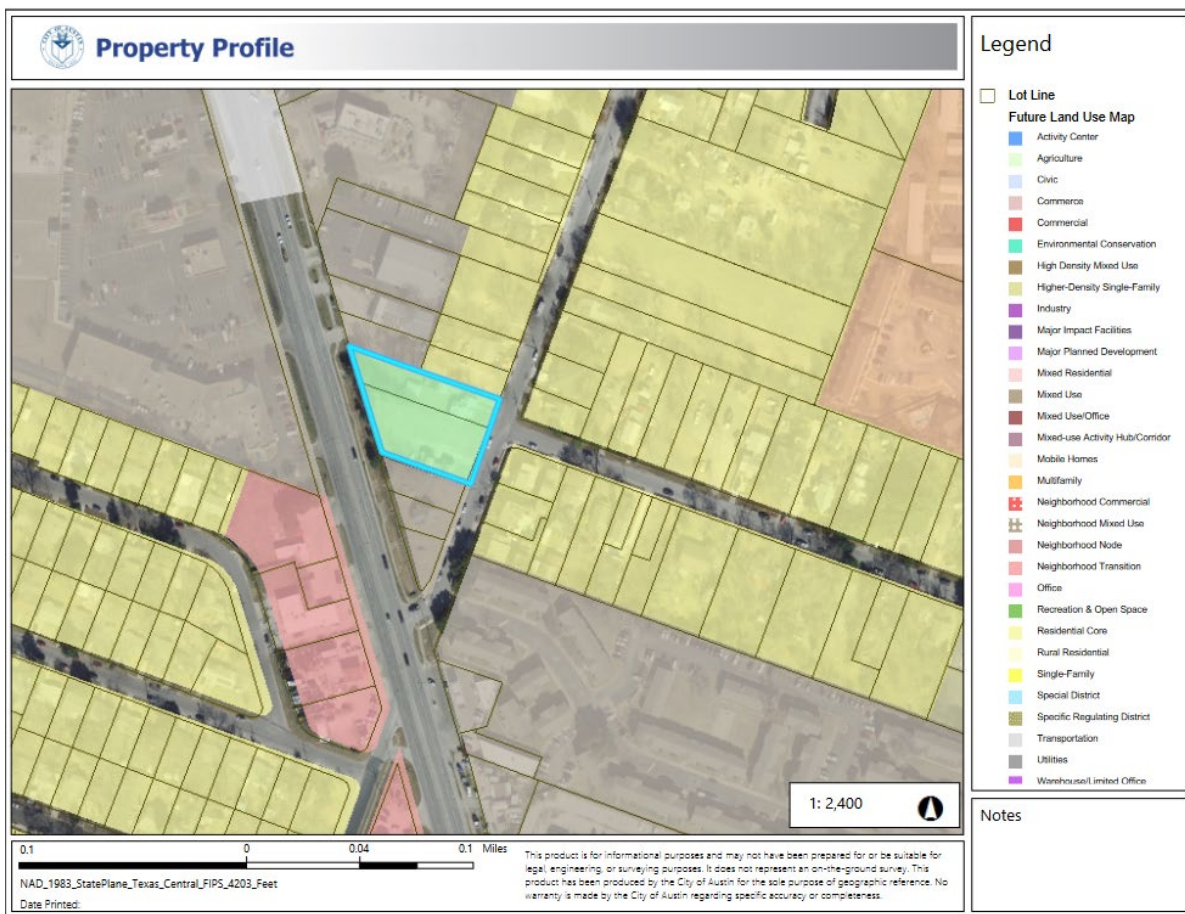 CITY OF AUSTIN
Property Profile
1: 2,400
0.1
0
0.04
0.1 Miles
NAD_1983_StatePlane_Texas_Central_FIPS_4203_Feet
Date Printed:
This product is for informational purposes and may not have been prepared for or be suitable for
legal, engineering, or surveying purposes. It does not represent an on-the-ground survey. This
product has been produced by the City of Austin for the sole purpose of geographic reference. No
warranty is made by the City of Austin regarding specific accuracy or completeness.
Legend
Lot Line
Future Land Use Map
Activity Center
Agriculture
Civic
Commerce
Commercial
Environmental Conservation
High Density Mixed Use
Higher-Density Single-Family
Industry
Major Impact Facilities
Major Planned Development
Mixed Residential
Mixed Use
Mixed Use/Office
Mixed-use Activity Hub/Corridor
Mobile Homes
Multifamily
Neighborhood Commercial
Neighborhood Mixed Use
Neighborhood Node
Neighborhood Transition
Office
Recreation & Open Space
Residential Core
Rural Residential
Single-Family
Special District
Specific Regulating District
Transportation
Utilities
Warehouse/Limited Office
Notes